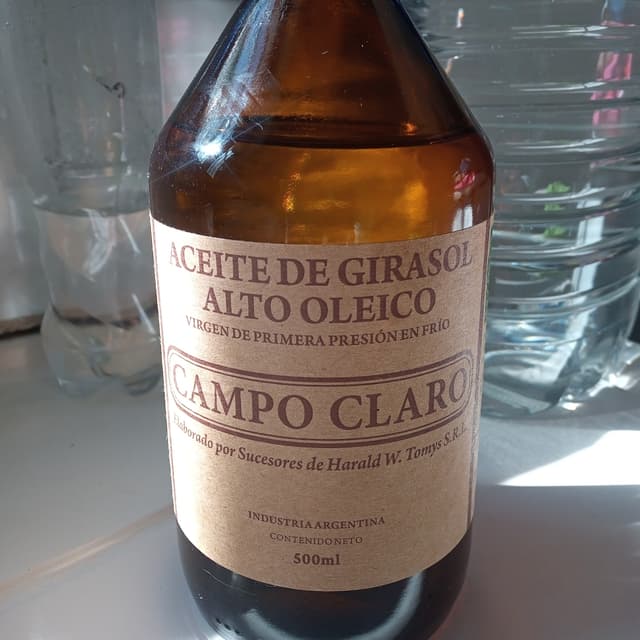 ACEITE DE GIRASOL
ALTO OLEICO
VIRGEN DE PRIMERA PRESIÓN EN FRÍO
CAMPO CLARO
Elaborado por Sucesores de Harald W. Tomys S.R.L.
INDUSTRIA ARGENTINA
CONTENIDO NETO
500ml